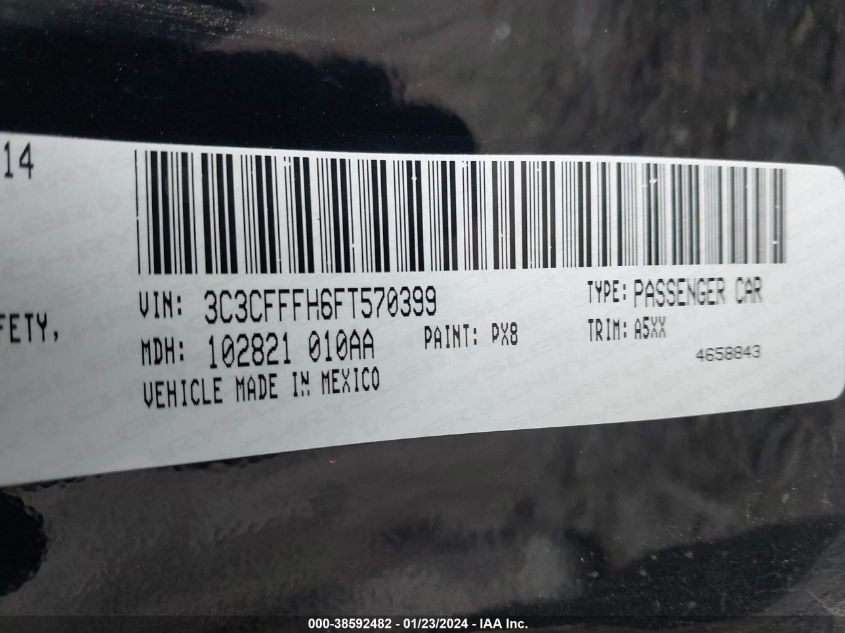 14
FETY,
VIN: 3C3CFFFH6FT570399
TYPE: PASSENGER CAR
MDH: 102821 010AA
PAINT: PX8
TRIM: A5XX
4658843
VEHICLE MADE IN MEXICO
000-38592482 - 01/23/2024 - IAA Inc.